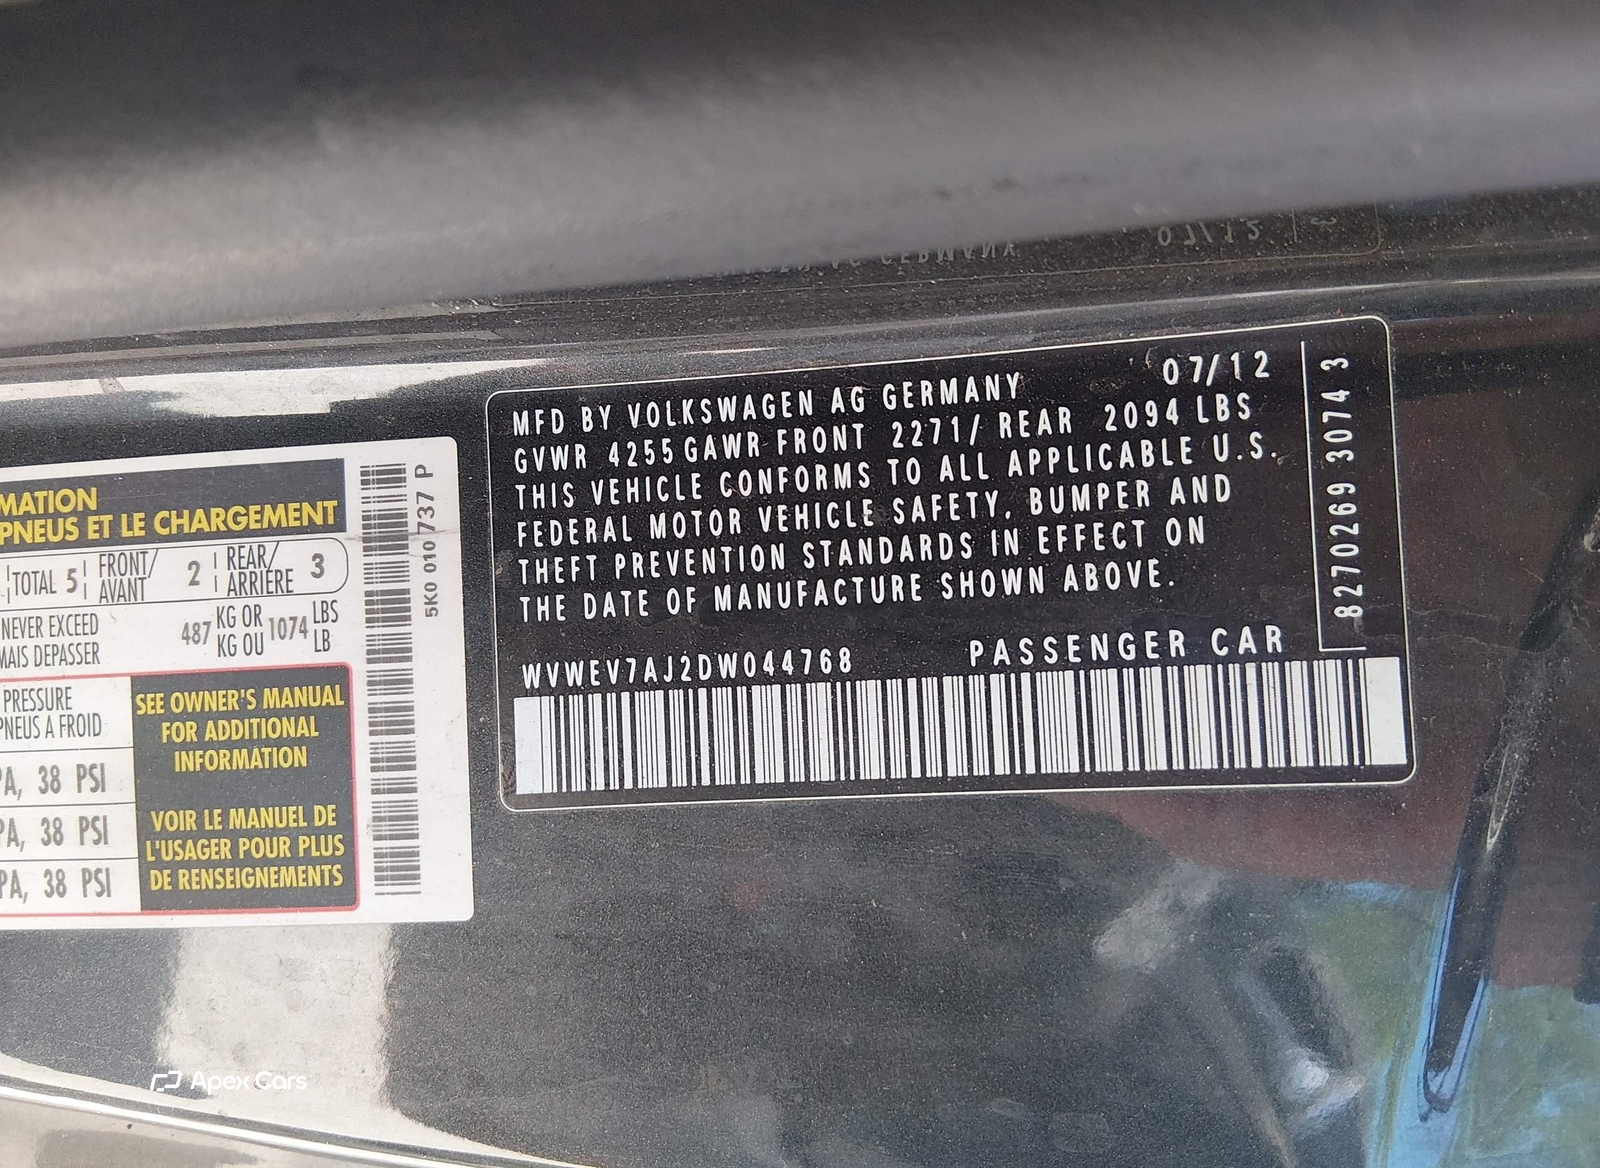 MATION
PNEUS ET LE CHARGEMENT
TOTAL 5 FRONT/AVANT 2 REAR/ARRIÈRE 3
NEVER EXCEED
MAIS DEPASSER
487 KG OR 1074 LBS
KG OU LB
PRESSURE
PNEUS A FROID
PA, 38 PSI
PA, 38 PSI
PA, 38 PSI
SEE OWNER'S MANUAL
FOR ADDITIONAL
INFORMATION
VOIR LE MANUEL DE
L'USAGER POUR PLUS
DE RENSEIGNEMENTS
5K0 010 737 P
07/12
MFD BY VOLKSWAGEN AG GERMANY 07/12
GVWR 4255 GAWR FRONT 2271/ REAR 2094 LBS
THIS VEHICLE CONFORMS TO ALL APPLICABLE U.S.
FEDERAL MOTOR VEHICLE SAFETY, BUMPER AND
THEFT PREVENTION STANDARDS IN EFFECT ON
THE DATE OF MANUFACTURE SHOWN ABOVE.
WVWEV7AJ2DW044768 PASSENGER CAR
8270269 3074 3
Apex Cars